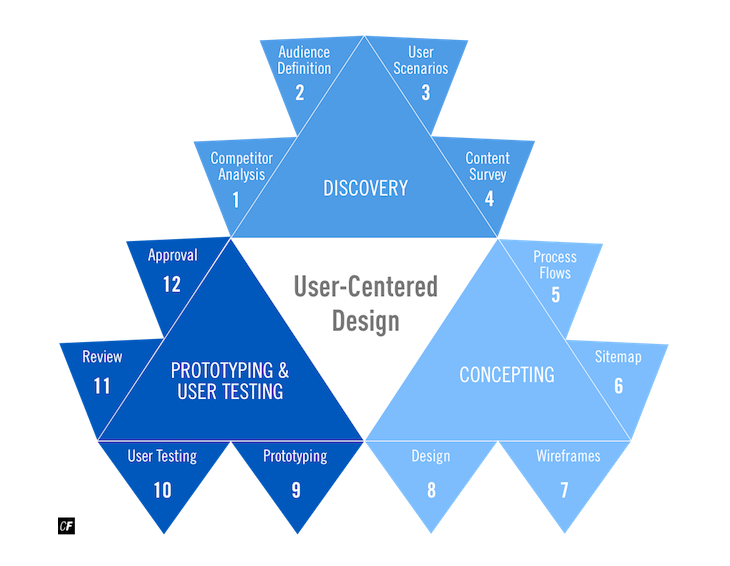 Audience
Definition
2
User
Scenarios
3
Competitor
Analysis
1
DISCOVERY
Content
Survey
4
Approval
12
User-Centered
Design
Process
Flows
5
Review
11
PROTOTYPING &
USER TESTING
CONCEPTING
Sitemap
6
User Testing
10
Prototyping
9
Design
8
Wireframes
7
CF